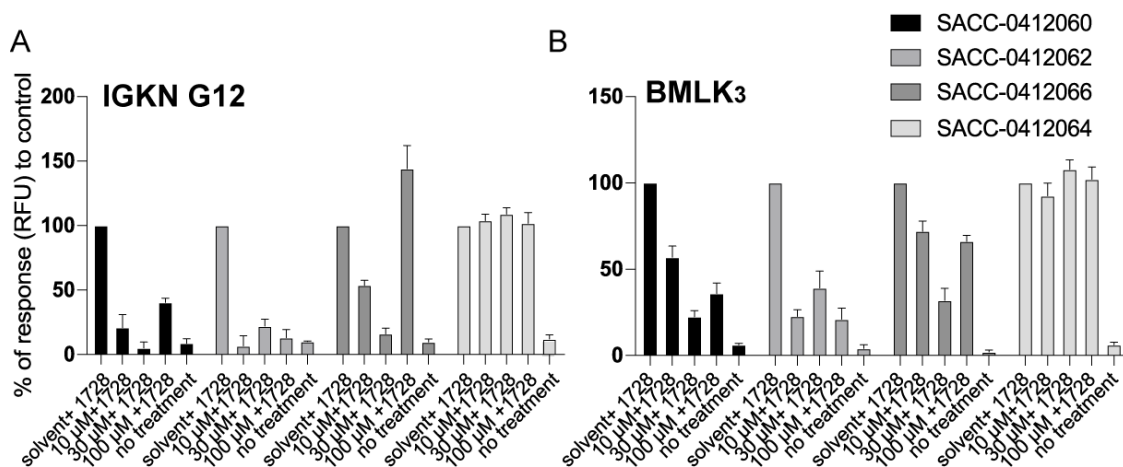 A
IGKN G12
% of response (RFU) to control
200
150
100
50
0
solvent+ 1728
10 µM+1728
30 µM+1728
100 µM +1728
no treatment
solvent+ 1728
10 µM+1728
30 µM+1728
100 µM +1728
no treatment
solvent+ 1728
10 µM+1728
30 µM+1728
100 µM +1728
no treatment
solvent+ 1728
10 µM+1728
30 µM+1728
100 µM +1728
no treatment
B
BMLK3
150
100
50
0
solvent+ 1728
10 µM+1728
30 µM+1728
100 µM +1728
no treatment
solvent+ 1728
10 µM+1728
30 µM+1728
100 µM +1728
no treatment
solvent+ 1728
10 µM+1728
30 µM+1728
100 µM +1728
no treatment
solvent+ 1728
10 µM+1728
30 µM+1728
100 µM +1728
no treatment
SACC-0412060
SACC-0412062
SACC-0412066
SACC-0412064